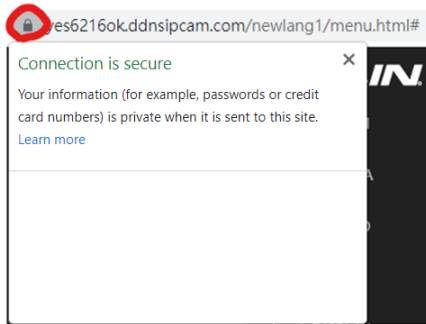 yes6216ok.ddnsipcam.com/newlang1/menu.html#
Connection is secure
Your information (for example, passwords or credit
card numbers) is private when it is sent to this site.
Learn more
IN